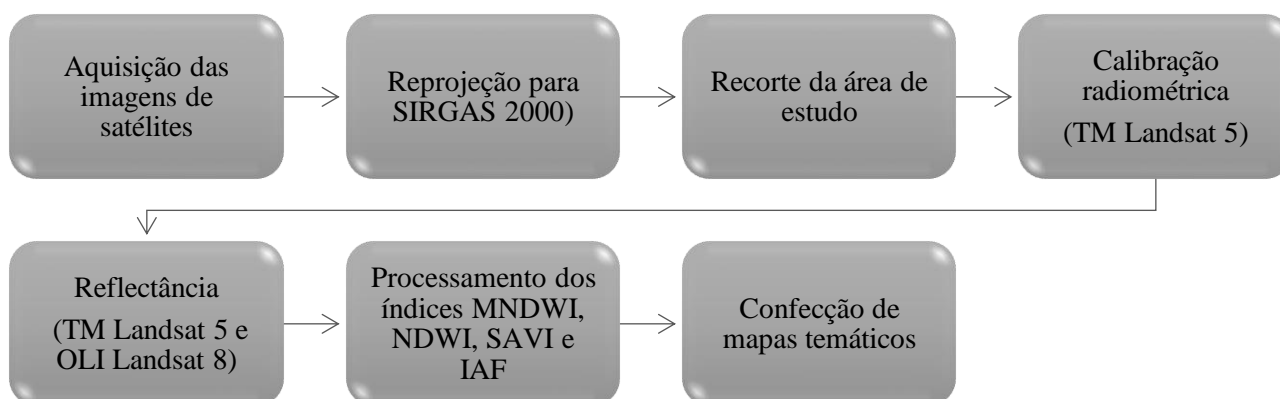 Aquisição das
imagens de
satélites
Reprojeção para
SIRGAS 2000)
Recorte da área de
estudo
Calibração
radiométrica
(TM Landsat 5)
Reflectância
(TM Landsat 5 e
OLI Landsat 8)
Processamento dos
índices MNDWI,
NDWI, SAVI e
IAF
Confecção de
mapas temáticos